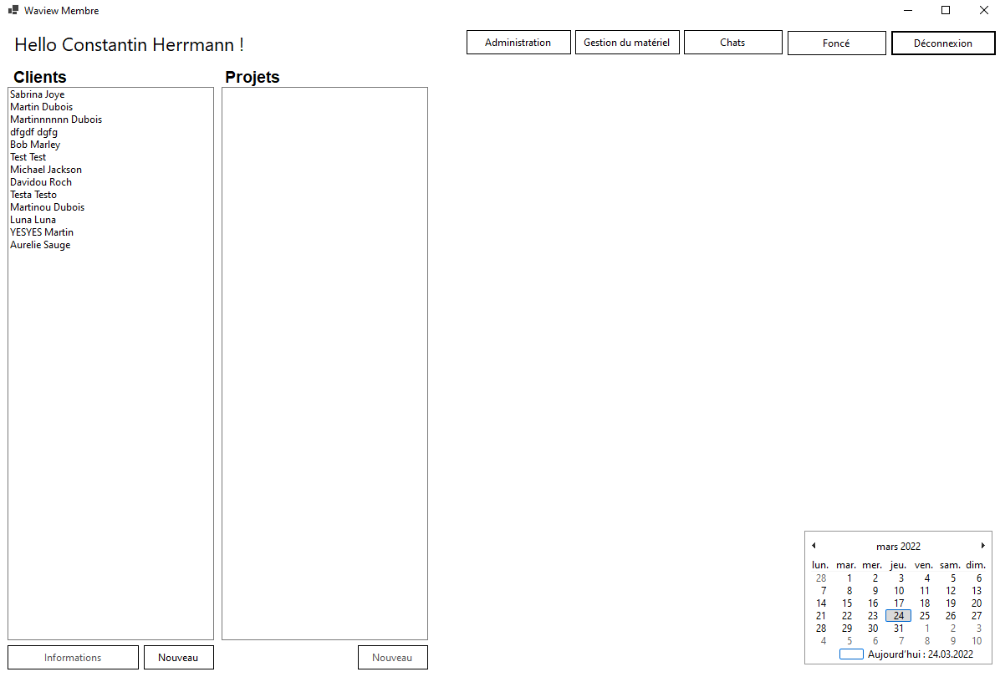 Waview Membre
Hello Constantin Herrmann !
Administration
Gestion du matériel
Chats
Foncé
Déconnexion
Clients
Projets
Sabrina Joye
Martin Dubois
Martinnnnnn Dubois
dfgdf dgfg
Bob Marley
Test Test
Michael Jackson
Davidou Roch
Testa Testo
Martinou Dubois
Luna Luna
YESYES Martin
Aurelie Sauge
mars 2022
lun. mar. mer. jeu. ven. sam. dim.
28 1 2 3 4 5 6
7 8 9 10 11 12 13
14 15 16 17 18 19 20
21 22 23 24 25 26 27
28 29 30 31 1 2 3
4 5 6 7 8 9 10
Aujourd'hui : 24.03.2022
Informations
Nouveau
Nouveau